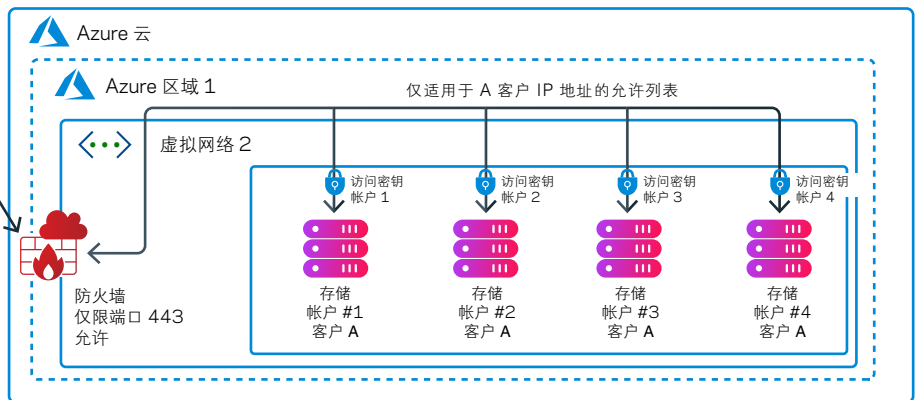 Azure 云
Azure 区域 1
仅适用于 A 客户 IP 地址的允许列表
虚拟网络 2
访问密钥
帐户 1
访问密钥
帐户 2
访问密钥
帐户 3
访问密钥
帐户 4
防火墙
仅限端口 443
允许
存储
帐户 #1
客户 A
存储
帐户 #2
客户 A
存储
帐户 #3
客户 A
存储
帐户 #4
客户 A